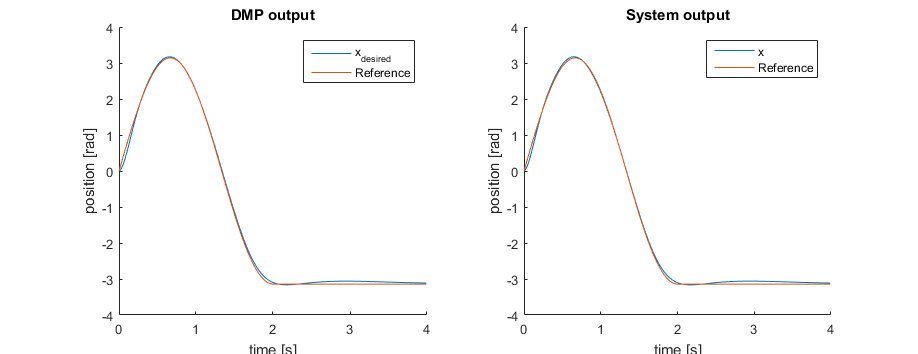 DMP output
x_desired
Reference
position [rad]
4
3
2
1
0
-1
-2
-3
-4
0 1 2 3 4
time [s]
System output
x
Reference
position [rad]
4
3
2
1
0
-1
-2
-3
-4
0 1 2 3 4
time [s]